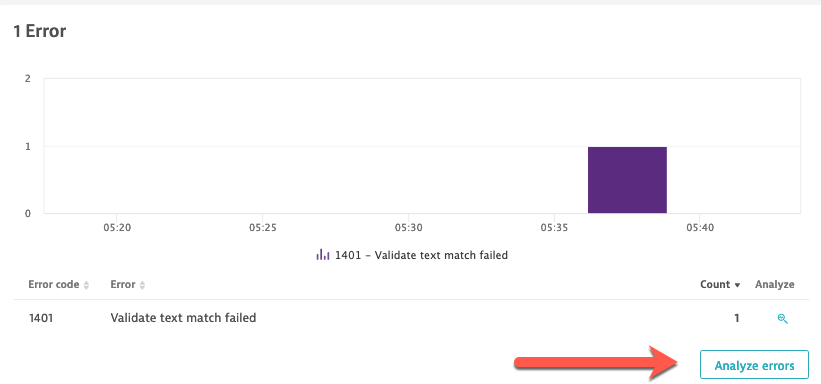 1 Error
2
1
0
05:20 05:25 05:30 05:35 05:40
1401 - Validate text match failed
Error code Error Count Analyze
1401 Validate text match failed 1
Analyze errors